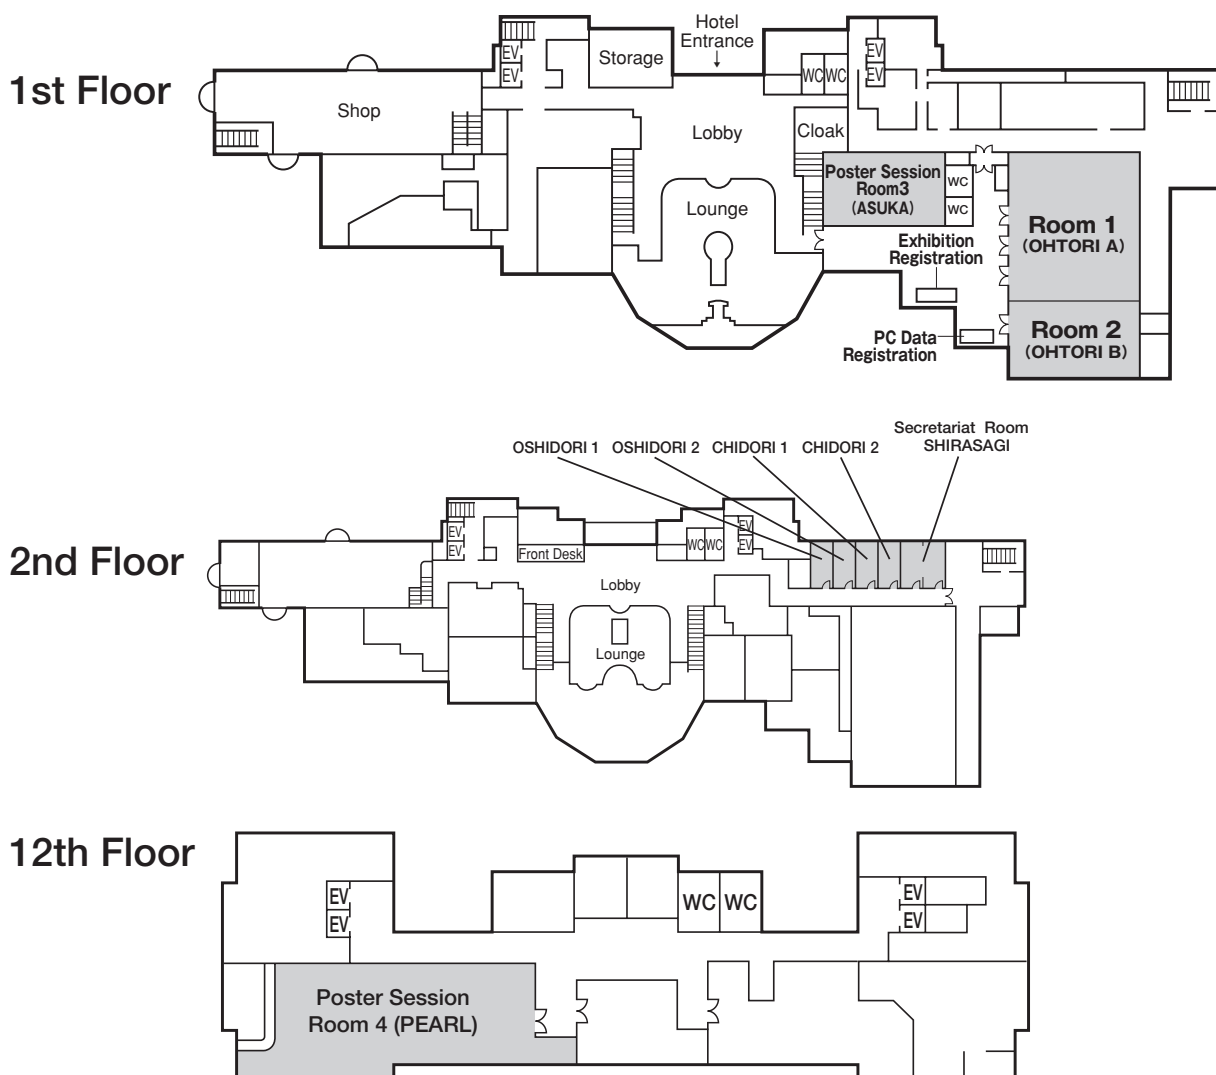 1st Floor
Hotel
Entrance
EV
EV
Storage
WC WC
EV
EV
Shop
Lobby
Cloak
Poster Session
Room3
(ASUKA)
WC
WC
Lounge
Room 1
(OHTORI A)
Exhibition
Registration
Room 2
(OHTORI B)
PC Data
Registration
2nd Floor
OSHIDORI 1 OSHIDORI 2 CHIDORI 1 CHIDORI 2
Secretariat Room
SHIRASAGI
EV
EV
Front Desk
WC WC
EV
EV
Lobby
Lounge
12th Floor
EV
EV
WC WC
EV
EV
Poster Session
Room 4 (PEARL)